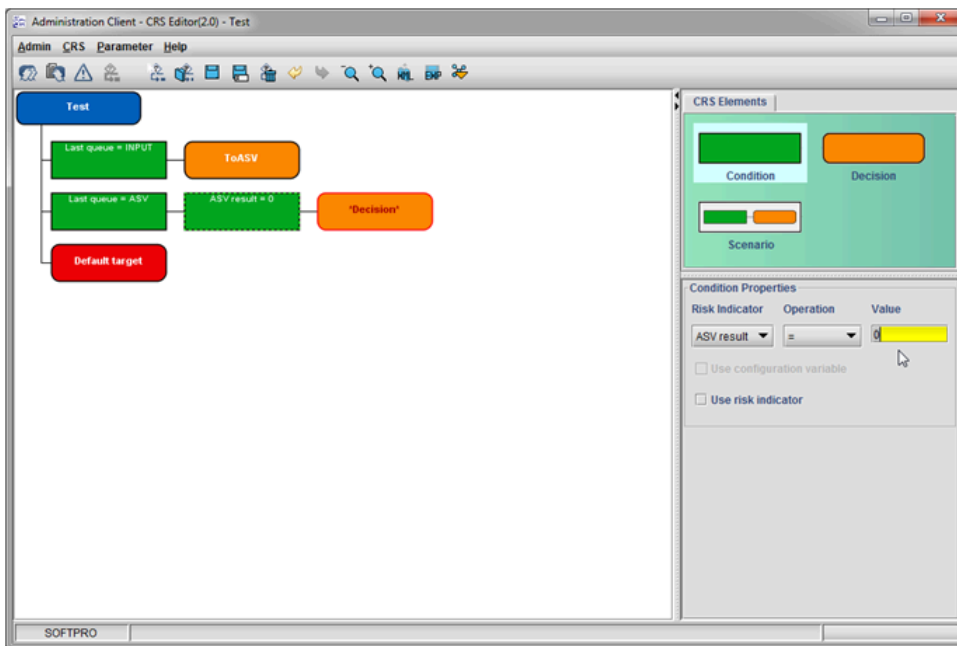 Administration Client - CRS Editor(2.0) - Test
Admin CRS Parameter Help
XML EXP
Test
Last queue = INPUT
ToASV
Last queue = ASV
ASV result = 0
*Decision*
Default target
CRS Elements
Condition
Decision
Scenario
Condition Properties
Risk Indicator Operation Value
ASV result = 0
Use configuration variable
Use risk indicator
SOFTPRO